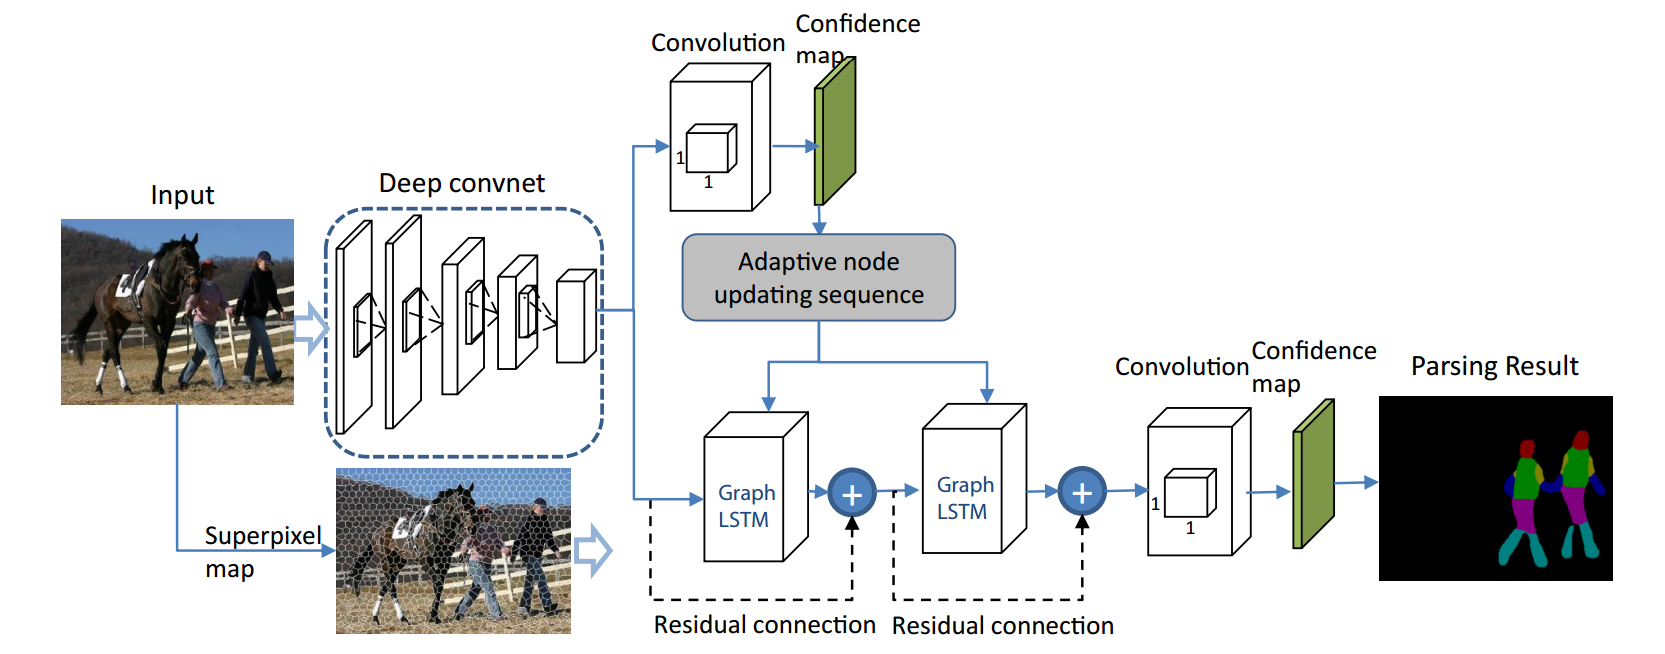 Confidence
map
Convolution
1
1
Deep convnet
Input
Adaptive node
updating sequence
Confidence
map
Convolution
Parsing Result
Graph
LSTM
+
Graph
LSTM
+
1
1
Superpixel
map
Residual connection
Residual connection